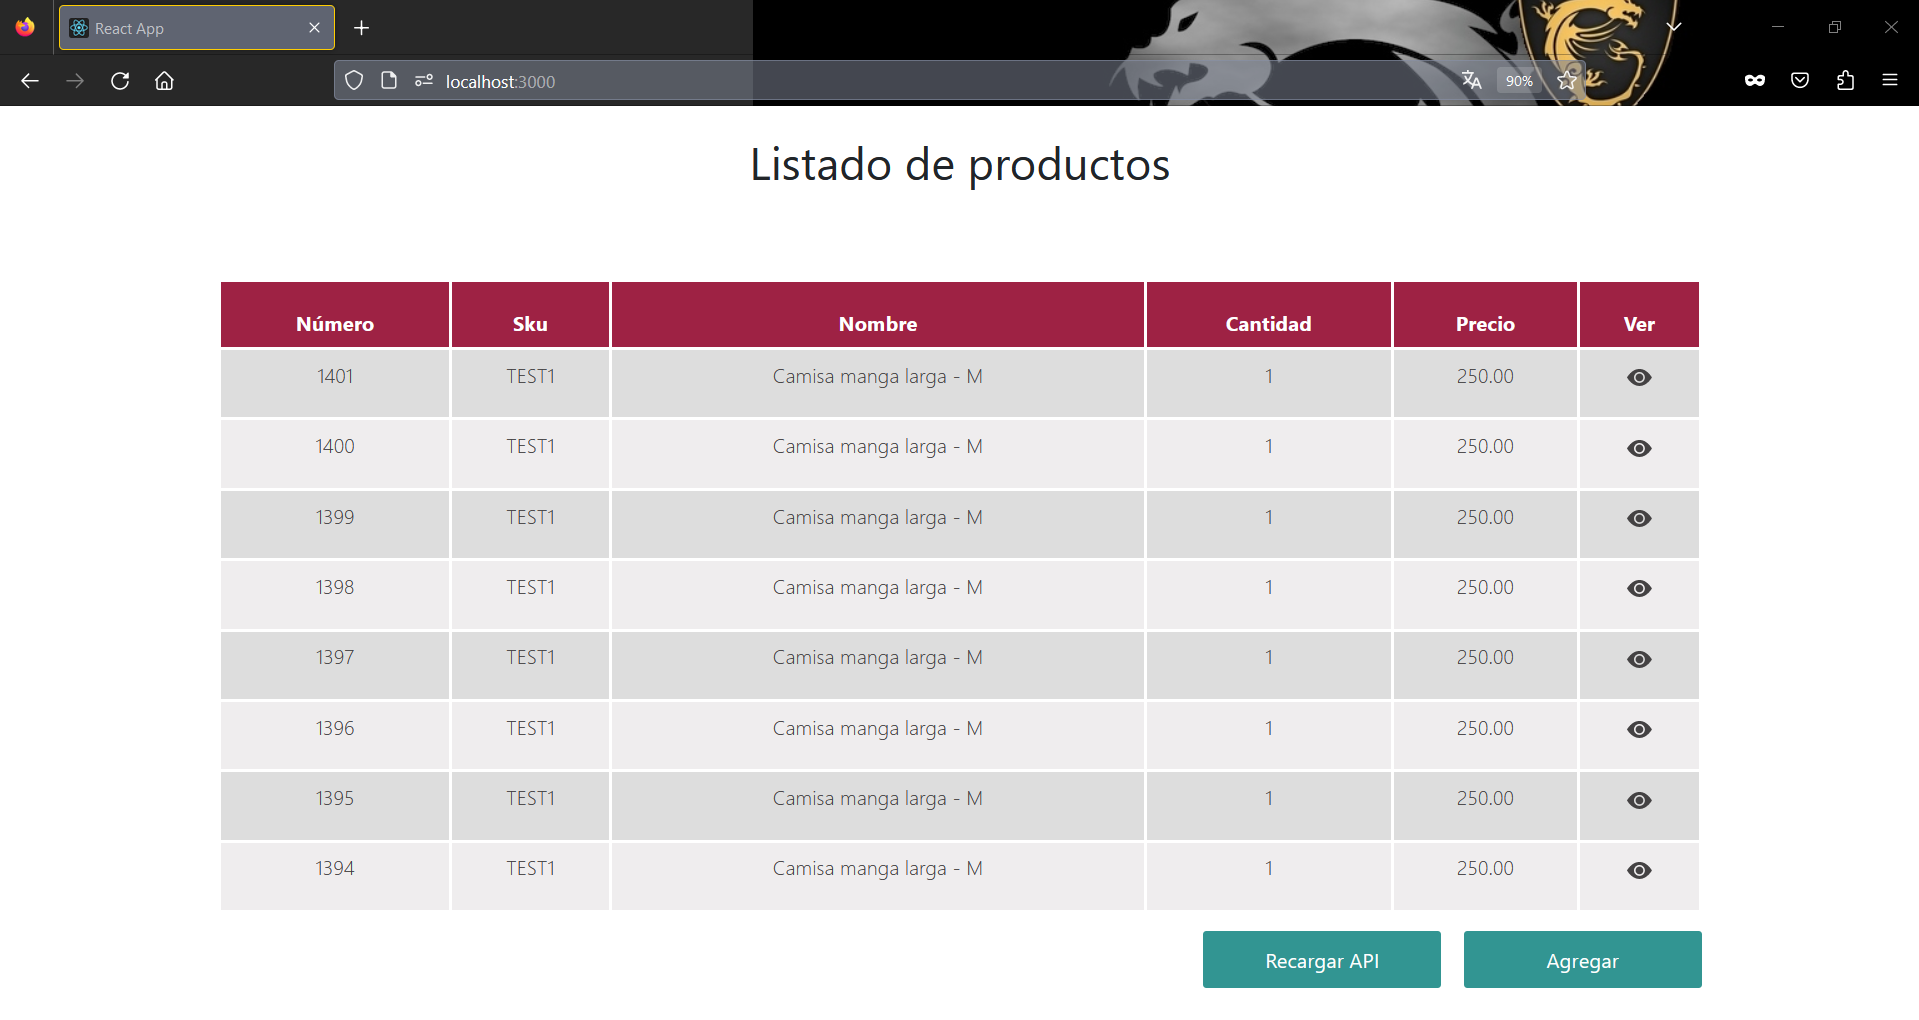 React App
localhost:3000
90%
Listado de productos
Número Sku Nombre Cantidad Precio Ver
1401 TEST1 Camisa manga larga - M 1 250.00
1400 TEST1 Camisa manga larga - M 1 250.00
1399 TEST1 Camisa manga larga - M 1 250.00
1398 TEST1 Camisa manga larga - M 1 250.00
1397 TEST1 Camisa manga larga - M 1 250.00
1396 TEST1 Camisa manga larga - M 1 250.00
1395 TEST1 Camisa manga larga - M 1 250.00
1394 TEST1 Camisa manga larga - M 1 250.00
Recargar API Agregar